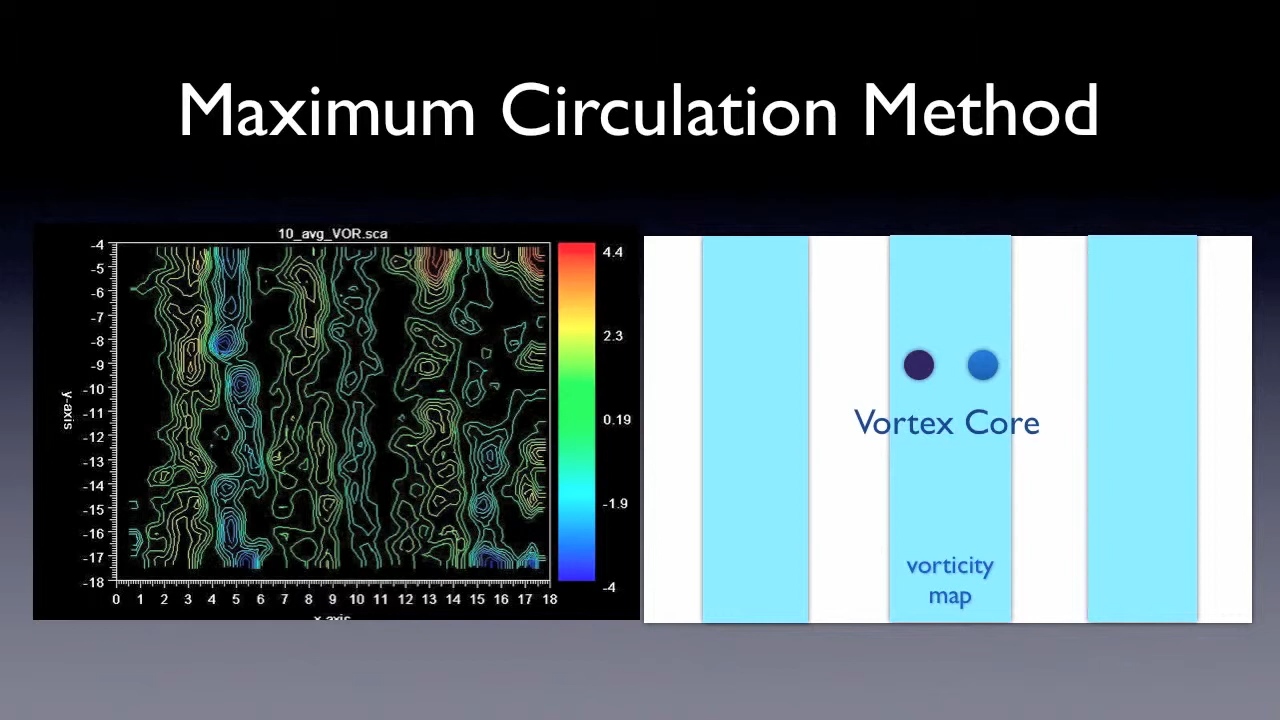 Maximum Circulation Method
10_avg_VOR.sca
-4
-5
-6
-7
-8
-9
-10
-11
-12
-13
-14
-15
-16
-17
-18
y-axis
0 1 2 3 4 5 6 7 8 9 10 11 12 13 14 15 16 17 18
x axis
4.4
2.3
0.19
-1.9
-4
Vortex Core
vorticity
map